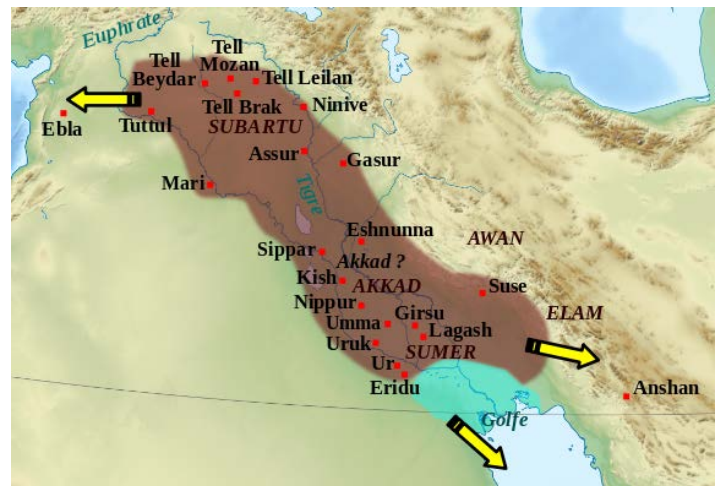 Euphrate
Tell
Beydar
Tell
Mozan
Tell Leilan
Tell Brak
Ninive
Ebla
Tuttul
SUBARTU
Assur
Gasur
Mari
Tigre
Eshnunna
AWAN
Sippar
Akkad ?
Kish
AKKAD
Suse
Nippur
ELAM
Umma
Girsu
Lagash
Uruk
SUMER
Ur
Eridu
Anshan
Golfe